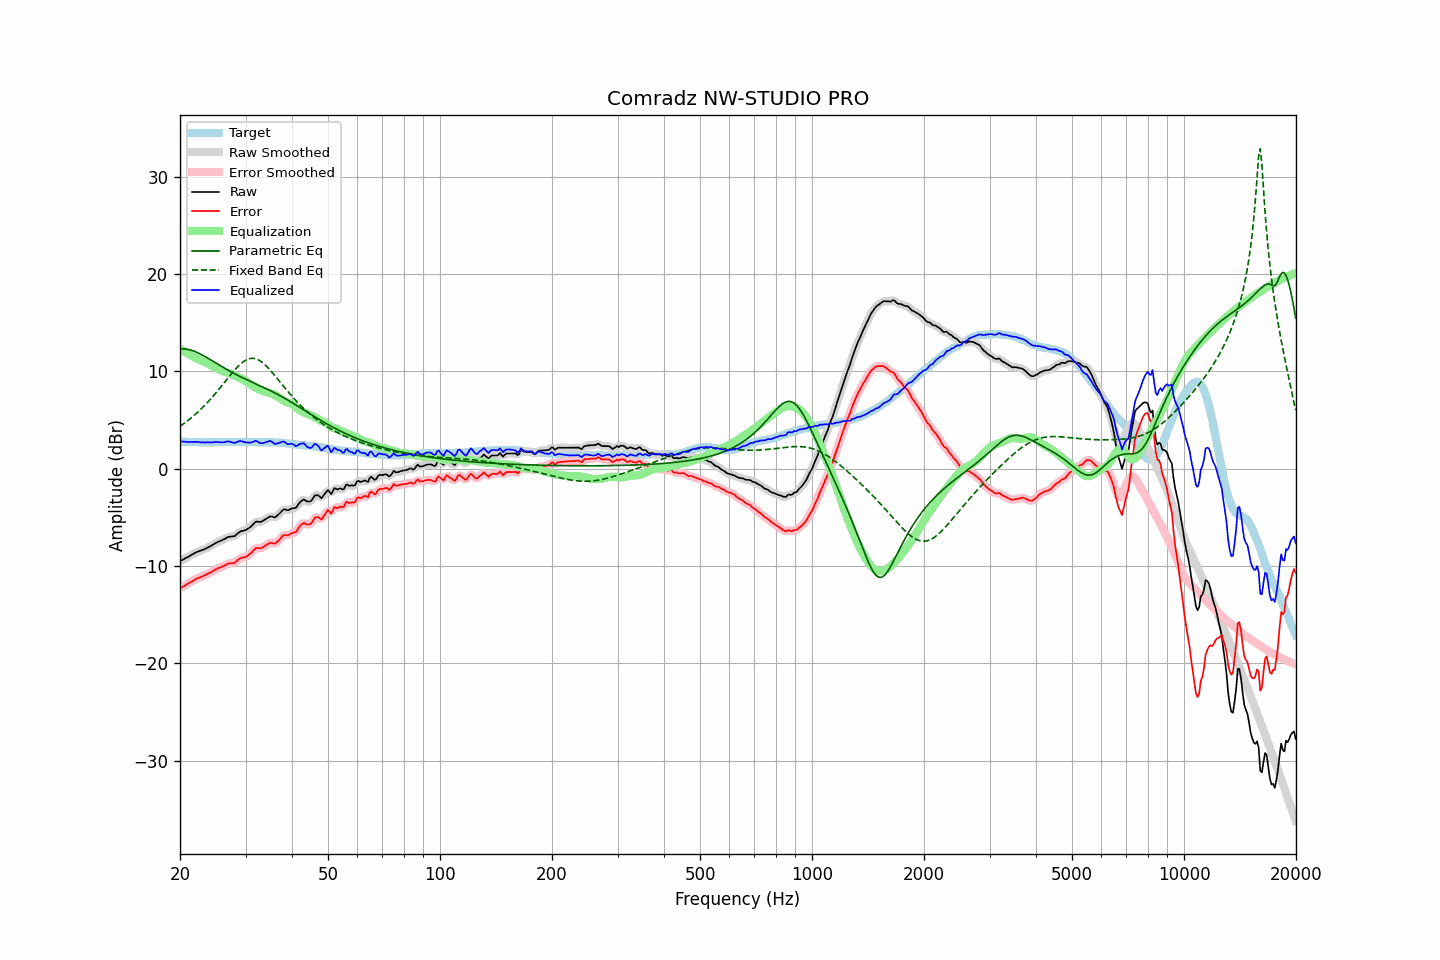 Comradz NW-STUDIO PRO
Target
Raw Smoothed
Error Smoothed
Raw
Error
Equalization
Parametric Eq
Fixed Band Eq
Equalized
30
20
10
0
−10
−20
−30
Amplitude (dBr)
20 50 100 200 500 1000 2000 5000 10000 20000
Frequency (Hz)